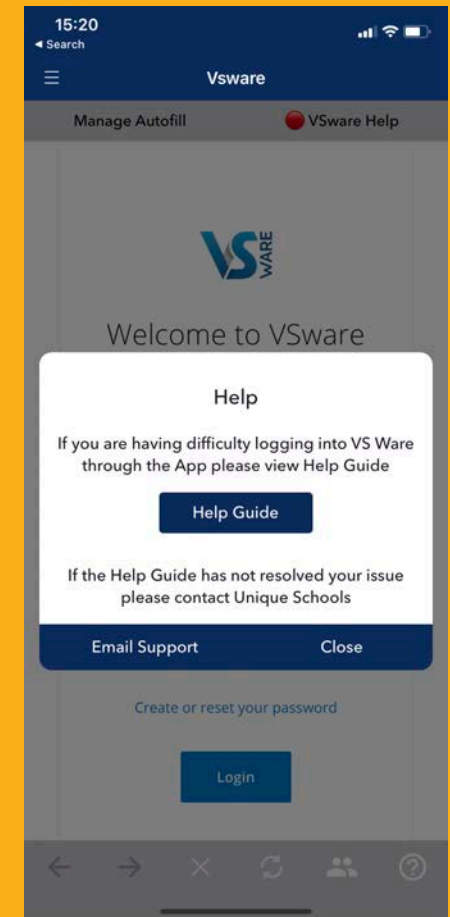 15:20
◀ Search
Vsware
Manage Autofill
VSware Help
VS WARE
Welcome to VSware
Help
If you are having difficulty logging into VS Ware
through the App please view Help Guide
Help Guide
If the Help Guide has not resolved your issue
please contact Unique Schools
Email Support
Close
Create or reset your password
Login